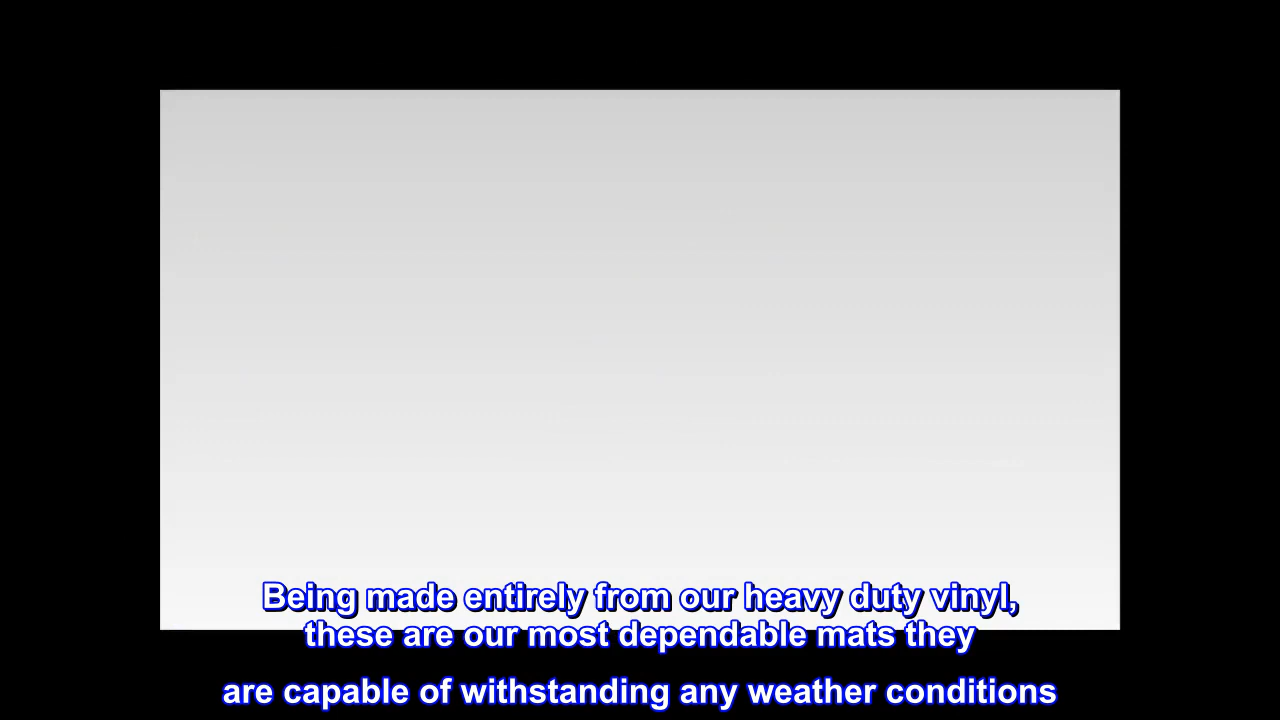 Being made entirely from our heavy duty vinyl,
these are our most dependable mats they
are capable of withstanding any weather conditions